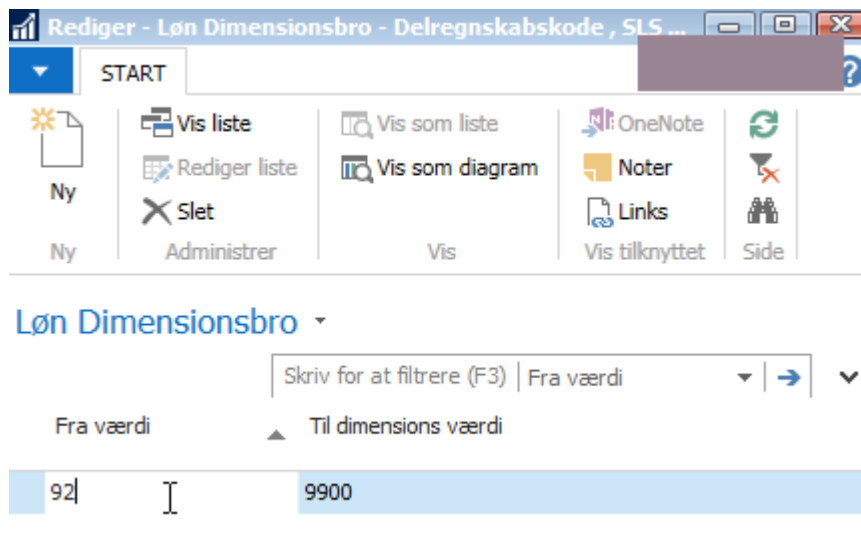 Rediger - Løn Dimensionsbro - Delregnskabskode , SLS ...
START
?
Vis liste
Vis som liste
OneNote
Rediger liste
Vis som diagram
Noter
Ny
Slet
Links
Ny
Administrer
Vis
Vis tilknyttet
Side
Løn Dimensionsbro
Skriv for at filtrere (F3) | Fra værdi
Fra værdi
Til dimensions værdi
92
9900